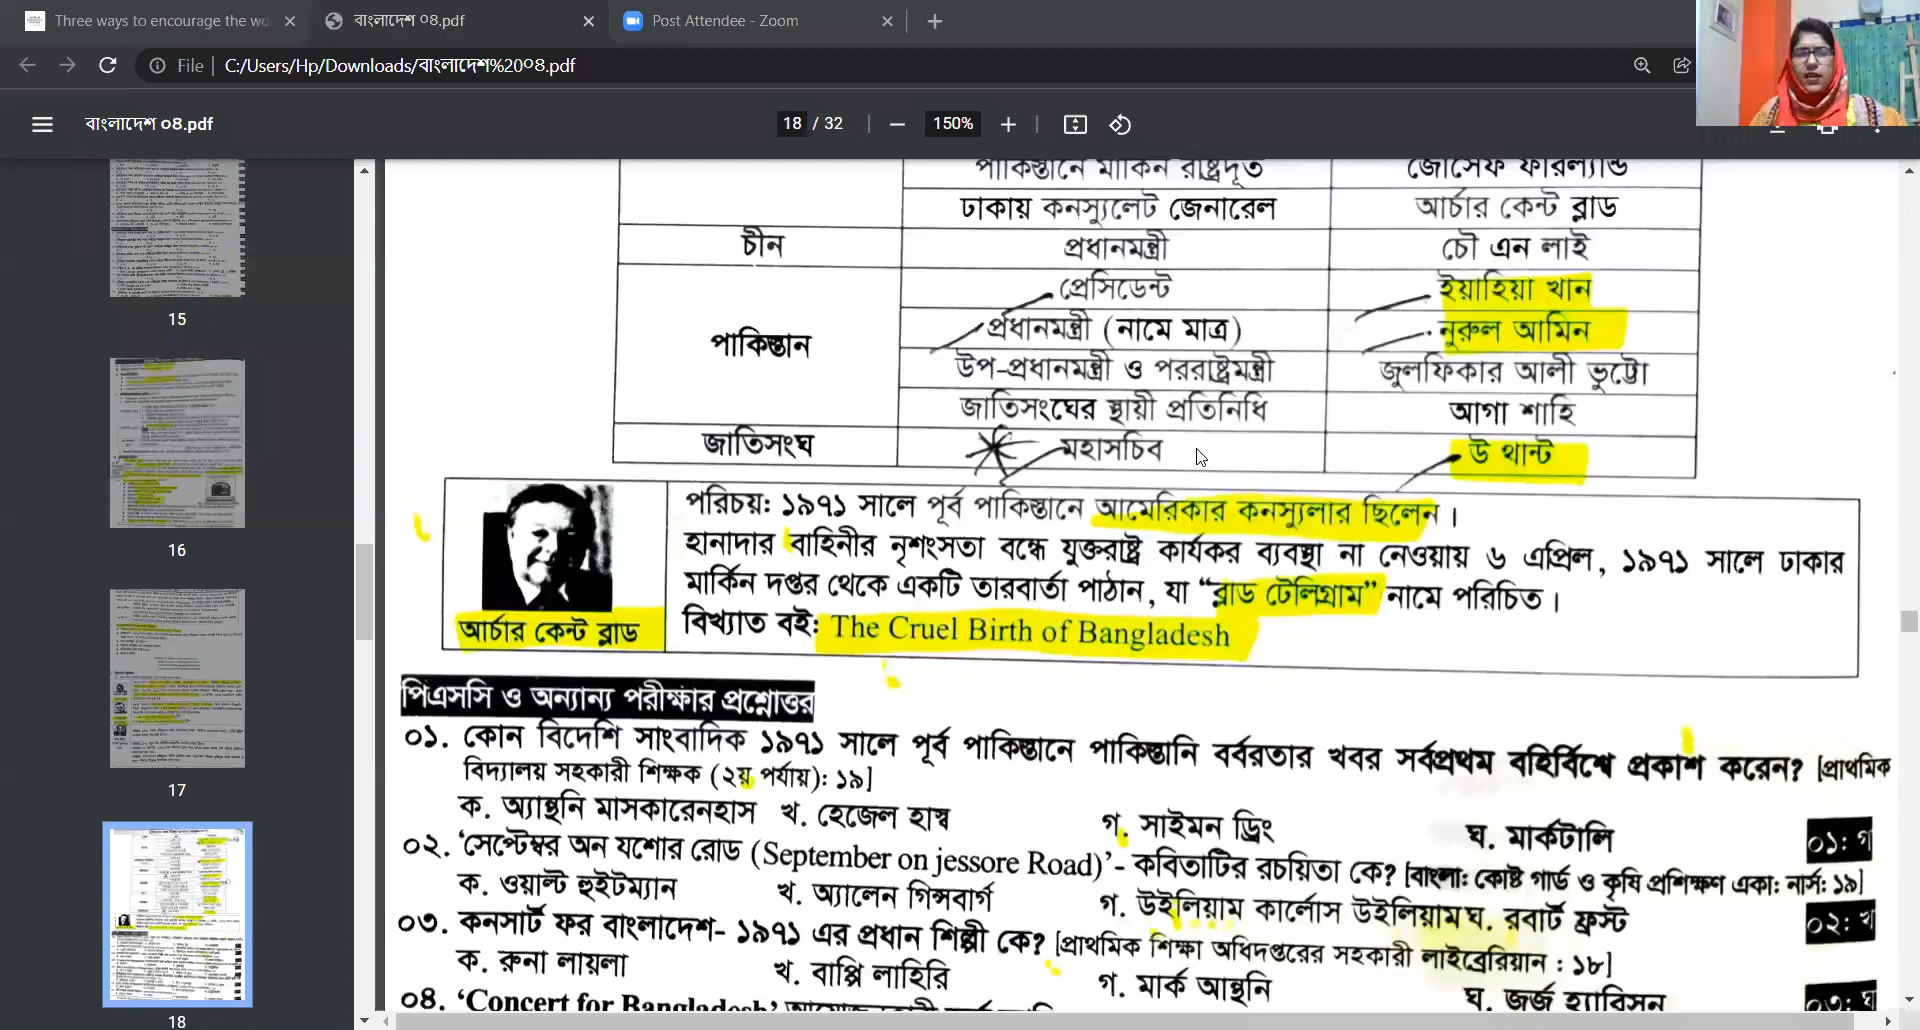 Three ways to encourage the wo
বাংলাদেশ ০৪.pdf
Post Attendee - Zoom
File
C:/Users/Hp/Downloads/বাংলাদেশ%20০৪.pdf
বাংলাদেশ ০৪.pdf
18 / 32
150%
15
16
17
18
পাকিস্তানে মার্কিন রাষ্ট্রদূত জোসেফ ফারল্যান্ড
ঢাকায় কনস্যুলেট জেনারেল আর্চার কেন্ট ব্লাড
চীন প্রধানমন্ত্রী চৌ এন লাই
পাকিস্তান
প্রেসিডেন্ট ইয়াহিয়া খান
প্রধানমন্ত্রী (নামে মাত্র) নুরুল আমিন
উপ-প্রধানমন্ত্রী ও পররাষ্ট্রমন্ত্রী জুলফিকার আলী ভুট্টো
জাতিসংঘের স্থায়ী প্রতিনিধি আগা শাহি
জাতিসংঘ মহাসচিব উ থান্ট
পরিচয়: ১৯৭১ সালে পূর্ব পাকিস্তানে আমেরিকার কনস্যুলার ছিলেন।
হানাদার বাহিনীর নৃশংসতা বন্ধে যুক্তরাষ্ট্র কার্যকর ব্যবস্থা না নেওয়ায় ৬ এপ্রিল, ১৯৭১ সালে ঢাকার
মার্কিন দপ্তর থেকে একটি তারবার্তা পাঠান, যা “ব্লাড টেলিগ্রাম” নামে পরিচিত।
বিখ্যাত বই: The Cruel Birth of Bangladesh
আর্চার কেন্ট ব্লাড
পিএসসি ও অন্যান্য পরীক্ষার প্রশ্নোত্তর
০১. কোন বিদেশি সাংবাদিক ১৯৭১ সালে পূর্ব পাকিস্তানে পাকিস্তানি বর্বরতার খবর সর্বপ্রথম বহির্বিশ্বে প্রকাশ করেন? [প্রাথমিক
বিদ্যালয় সহকারী শিক্ষক (২য় পর্যায়): ১৯]
ক. অ্যান্থনি মাসকারেনহাস খ. হেজেল হাস্ব গ. সাইমন ড্রিং ঘ. মার্কটালি ০১: গ
০২. ‘সেপ্টেম্বর অন যশোর রোড (September on jessore Road)’- কবিতাটির রচয়িতা কে? [বাংলা: কোষ্ট গার্ড ও কৃষি প্রশিক্ষণ একা: নার্স: ১৯]
ক. ওয়াল্ট হুইটম্যান খ. অ্যালেন গিন্সবার্গ গ. উইলিয়াম কার্লোস উইলিয়াম ঘ. রবার্ট ফ্রস্ট ০২: খ
০৩. কনসার্ট ফর বাংলাদেশ- ১৯৭১ এর প্রধান শিল্পী কে? [প্রাথমিক শিক্ষা অধিদপ্তরের সহকারী লাইব্রেরিয়ান : ১৮]
ক. রুনা লায়লা খ. বাপ্পি লাহিরি গ. মার্ক আন্থনি ঘ. জর্জ হ্যারিসন ০৩: ঘ
০৪. ‘Concert for Bangladesh’